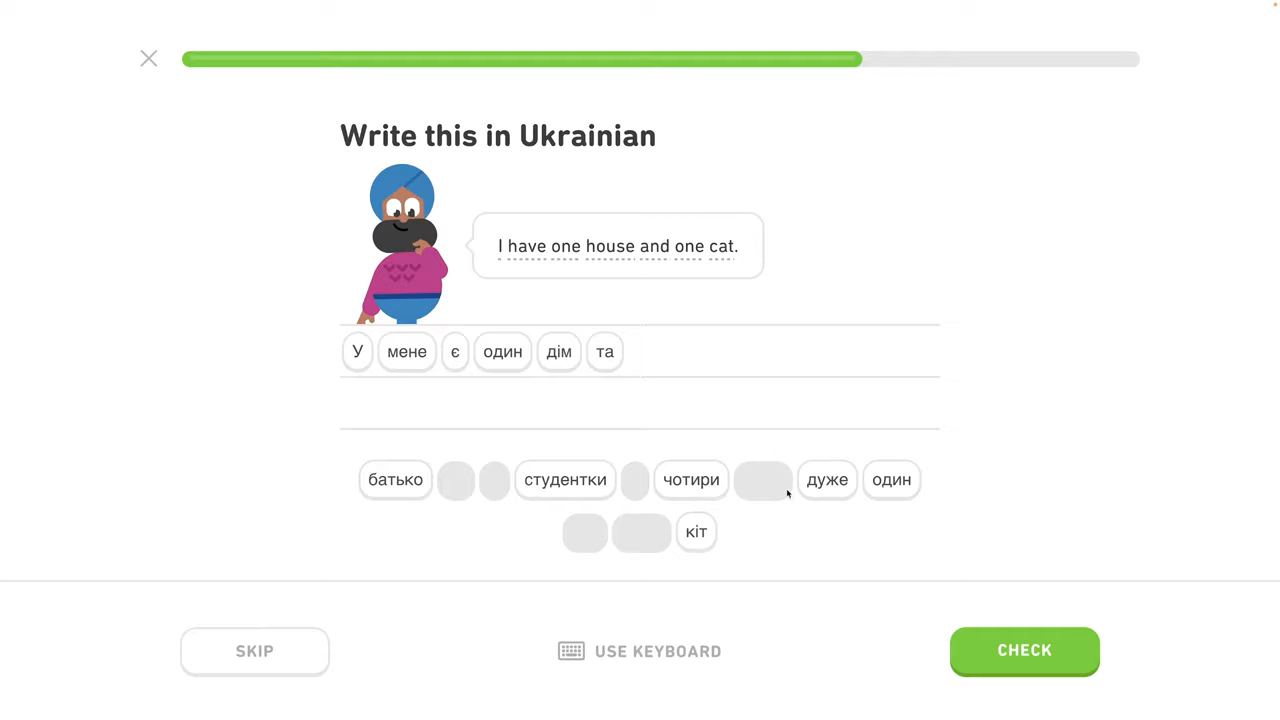 Write this in Ukrainian
I have one house and one cat.
У мене є один дім та
батько студентки чотири дуже один
кіт
SKIP USE KEYBOARD CHECK